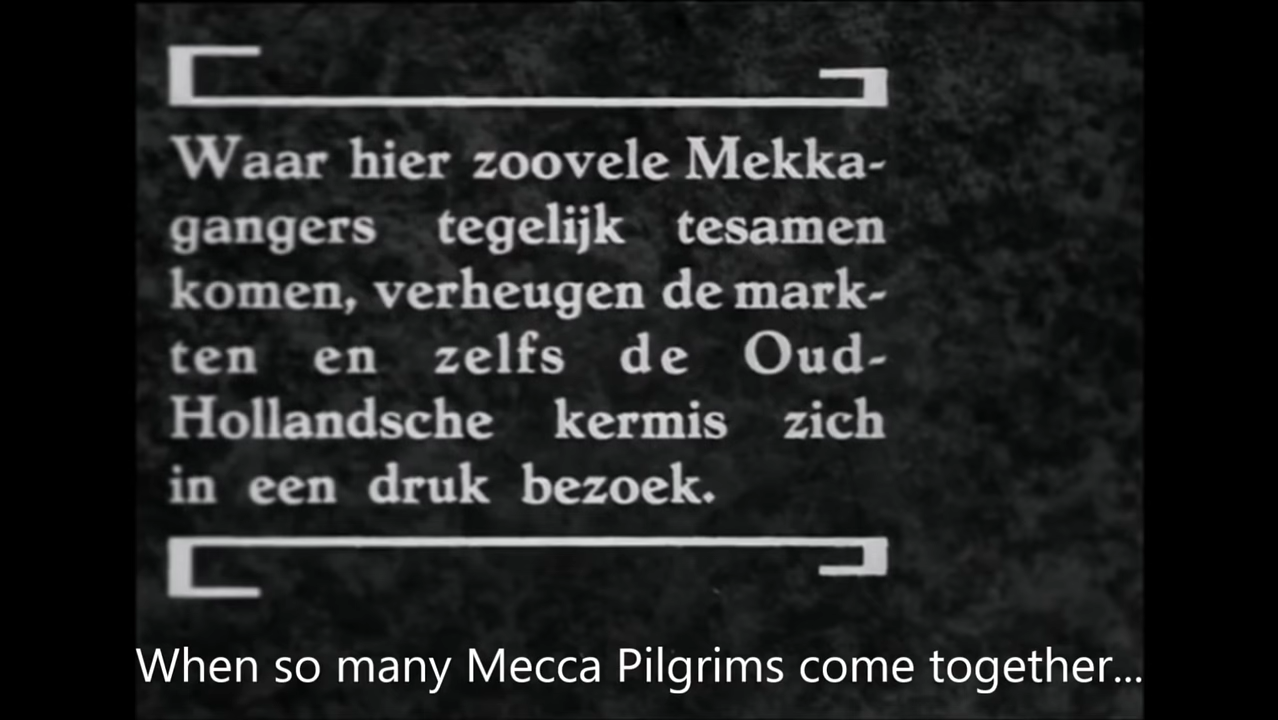 Waar hier zoovele Mekka-
gangers tegelijk tesamen
komen, verheugen de mark-
ten en zelfs de Oud-
Hollandsche kermis zich
in een druk bezoek.
When so many Mecca Pilgrims come together...